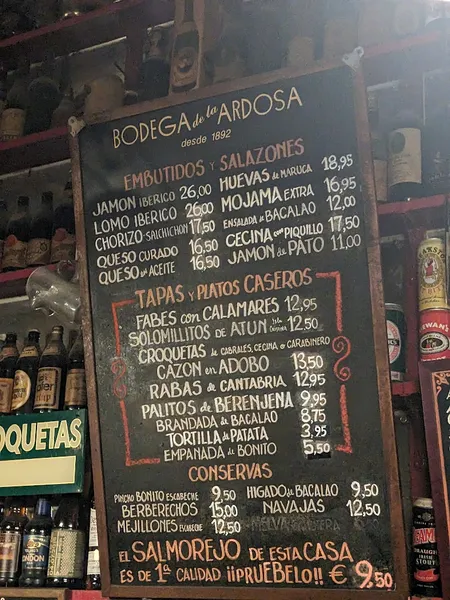 BODEGA de la ARDOSA
desde 1892
EMBUTIDOS Y SALAZONES
JAMON IBERICO 26,00
LOMO IBERICO 26,00
CHORIZO-SALCHICHON 17,50
QUESO CURADO 16,50
QUESO en ACEITE 16,50
HUEVAS de MARUCA 18,95
MOJAMA EXTRA 16,95
ENSALADA de BACALAO 12,00
CECINA con PIQUILLO 17,50
JAMON de PATO 11,00
TAPAS Y PLATOS CASEROS
FABES con CALAMARES 12,95
SOLOMILLITOS DE ATUN 12,50
CROQUETAS de CABRALES, CECINA, o CARABINERO
CAZON en ADOBO 13,50
RABAS de CANTABRIA 12,95
PALITOS de BERENJENA 9,95
BRANDADA de BACALAO 8,75
TORTILLA de PATATA 3,95
EMPANADA de BONITO 5,50
CONSERVAS
PINCHO BONITO ESCABECHE 9,50
BERBERECHOS 15,00
MEJILLONES ESCABECHE 12,50
HIGADO de BACALAO 9,50
NAVAJAS 12,50
MELVA
EL SALMOREJO DE ESTA CASA
ES DE 1ª CALIDAD ¡¡PRUEBELO!! € 9,50
OQUETAS
SWAN'S
DRAUGHT